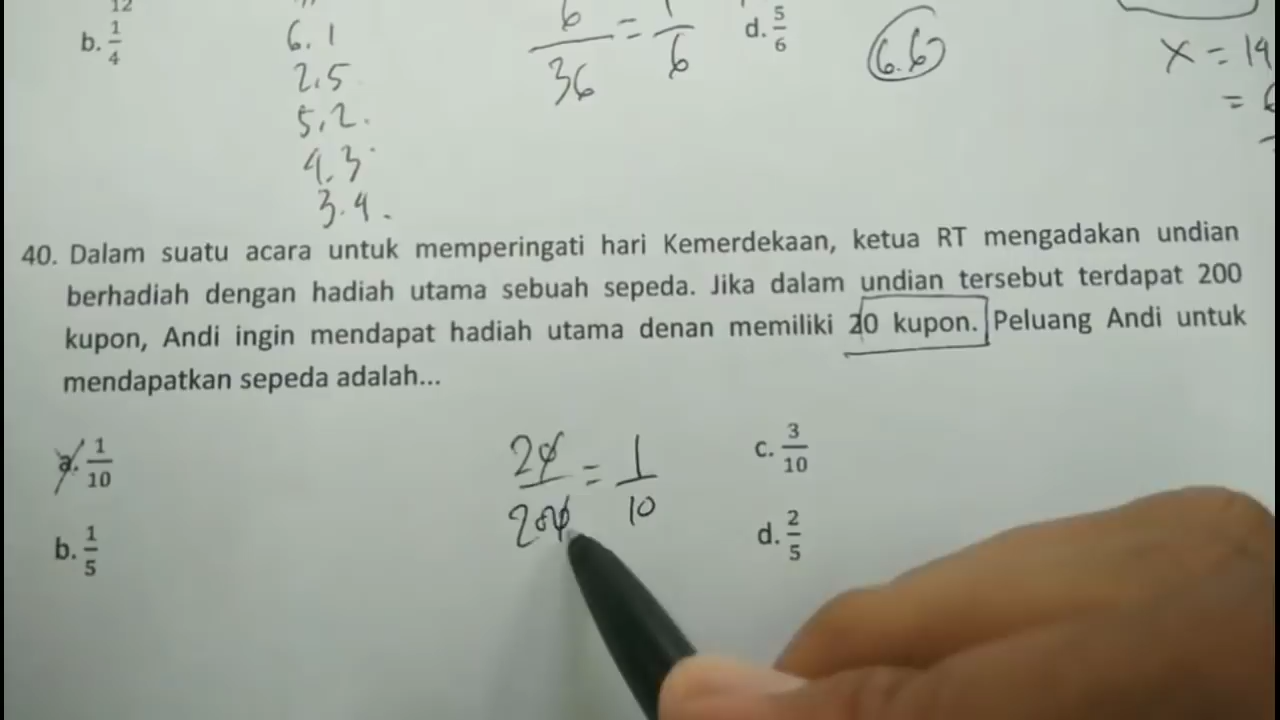 12
b. 1/4
6.1
2,5
5,2.
4.3
3.4.
6/36 = 1/6
d. 5/6
6.6
x = 19
=
40. Dalam suatu acara untuk memperingati hari Kemerdekaan, ketua RT mengadakan undian
berhadiah dengan hadiah utama sebuah sepeda. Jika dalam undian tersebut terdapat 200
kupon, Andi ingin mendapat hadiah utama denan memiliki 20 kupon. Peluang Andi untuk
mendapatkan sepeda adalah...
a. 1/10
b. 1/5
20/200 = 1/10
c. 3/10
d. 2/5